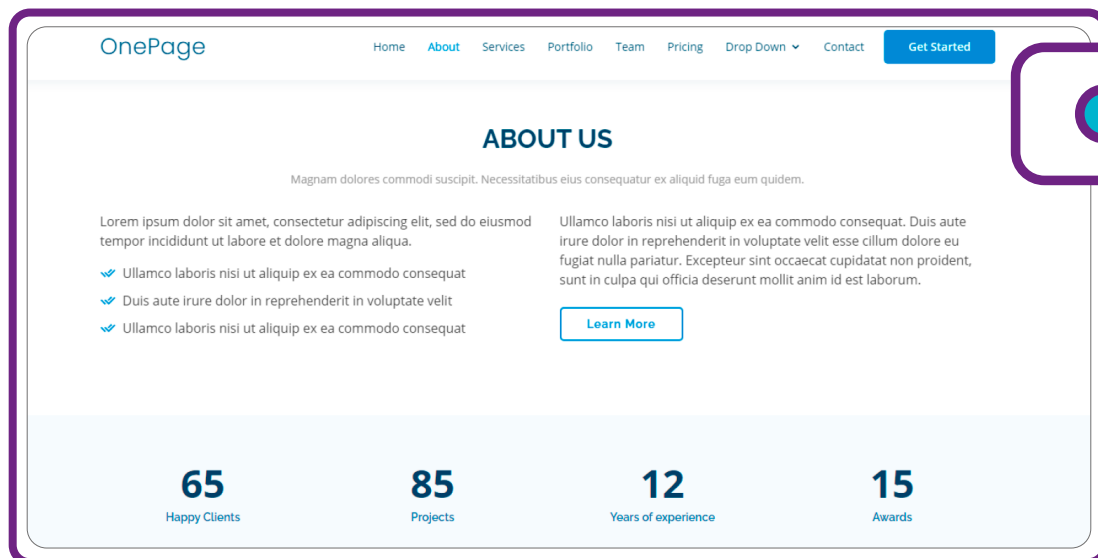 OnePage
Home About Services Portfolio Team Pricing Drop Down Contact Get Started
ABOUT US
Magnam dolores commodi suscipit. Necessitatibus eius consequatur ex aliquid fuga eum quidem.
Lorem ipsum dolor sit amet, consectetur adipiscing elit, sed do eiusmod
tempor incididunt ut labore et dolore magna aliqua.
Ullamco laboris nisi ut aliquip ex ea commodo consequat
Duis aute irure dolor in reprehenderit in voluptate velit
Ullamco laboris nisi ut aliquip ex ea commodo consequat
Ullamco laboris nisi ut aliquip ex ea commodo consequat. Duis aute
irure dolor in reprehenderit in voluptate velit esse cillum dolore eu
fugiat nulla pariatur. Excepteur sint occaecat cupidatat non proident,
sunt in culpa qui officia deserunt mollit anim id est laborum.
Learn More
65
Happy Clients
85
Projects
12
Years of experience
15
Awards